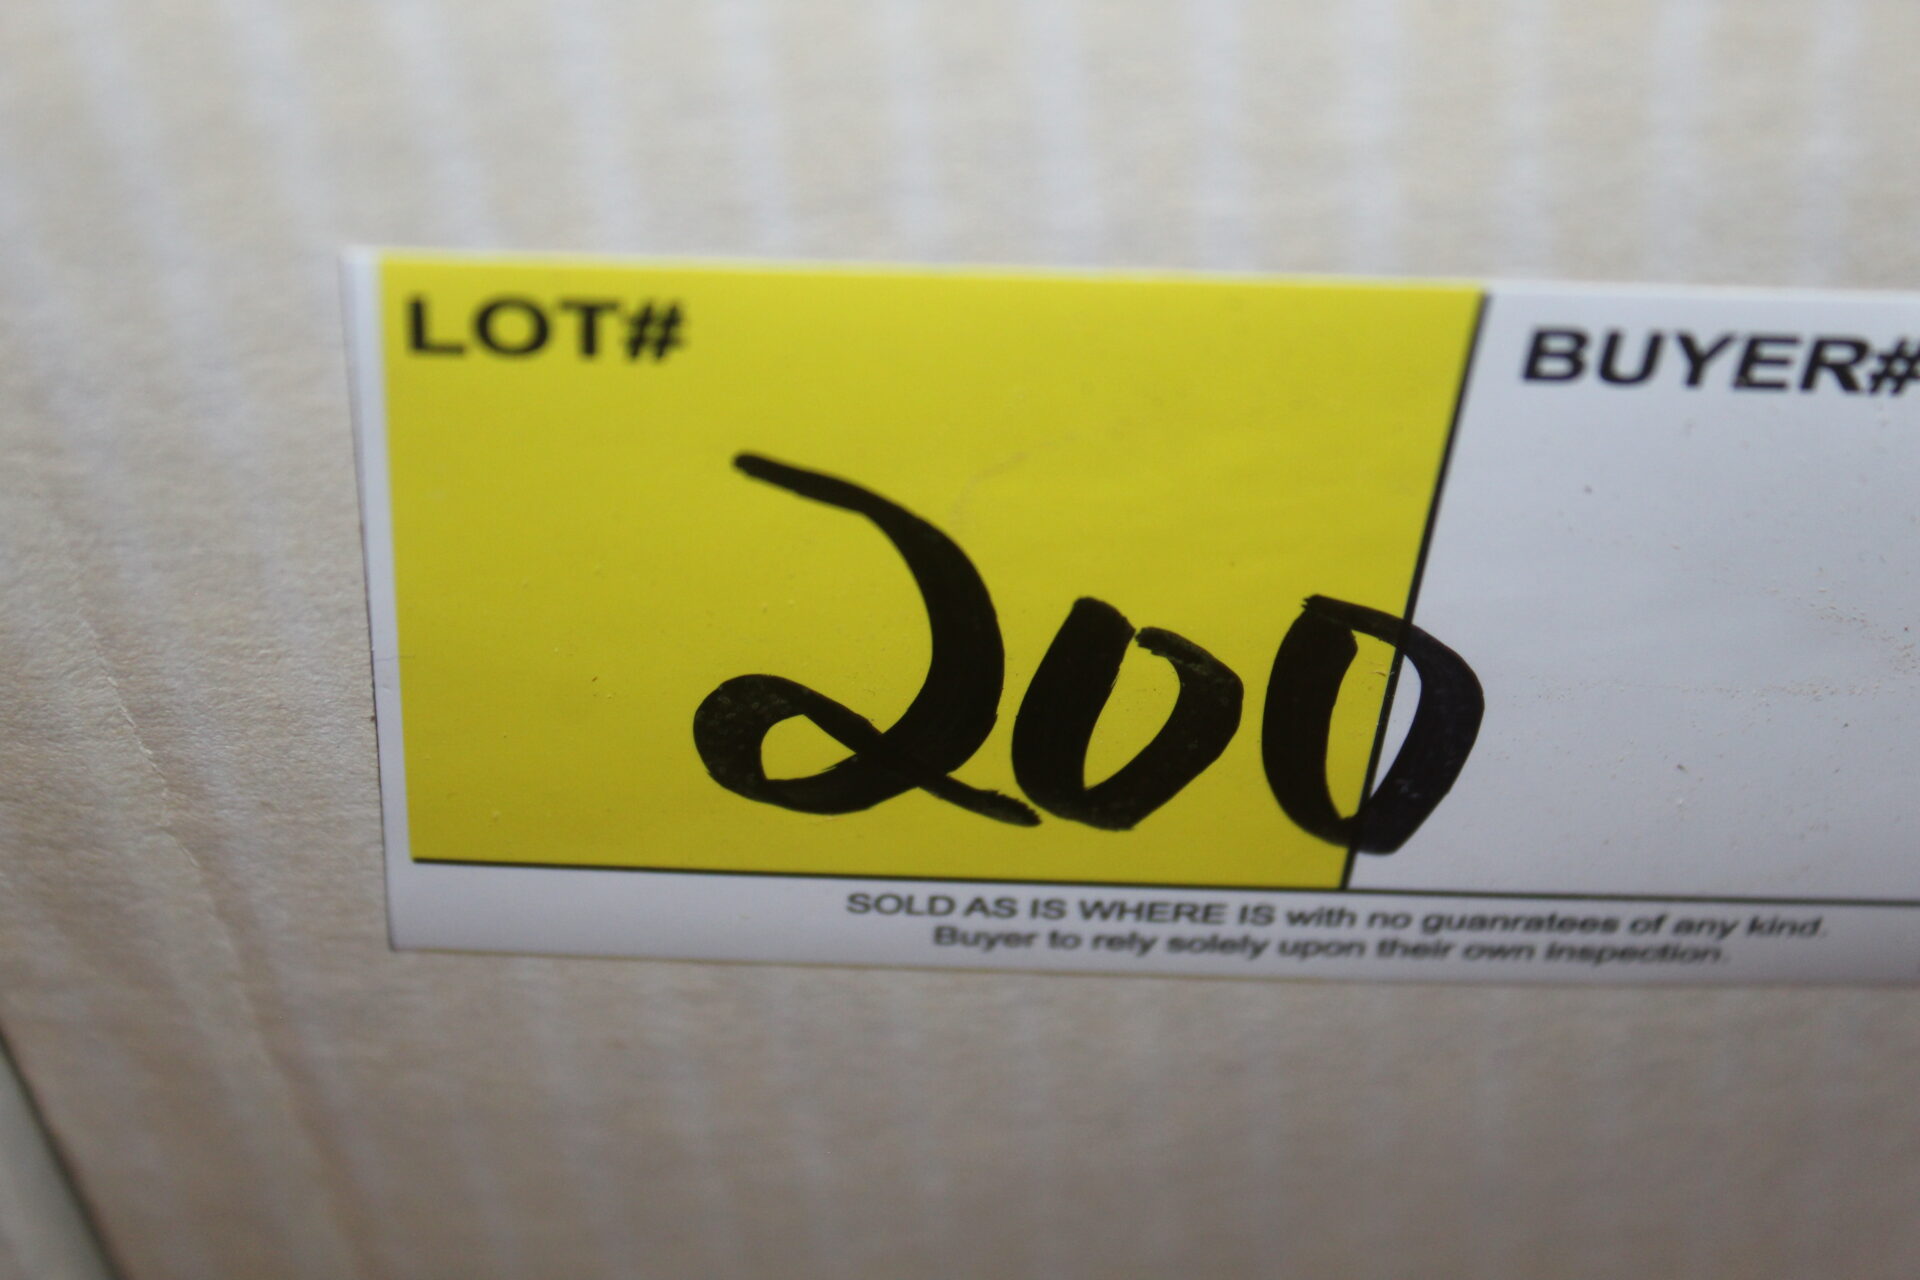 LOT# BUYER#
200
SOLD AS IS WHERE IS with no guanratees of any kind.
Buyer to rely solely upon their own inspection.